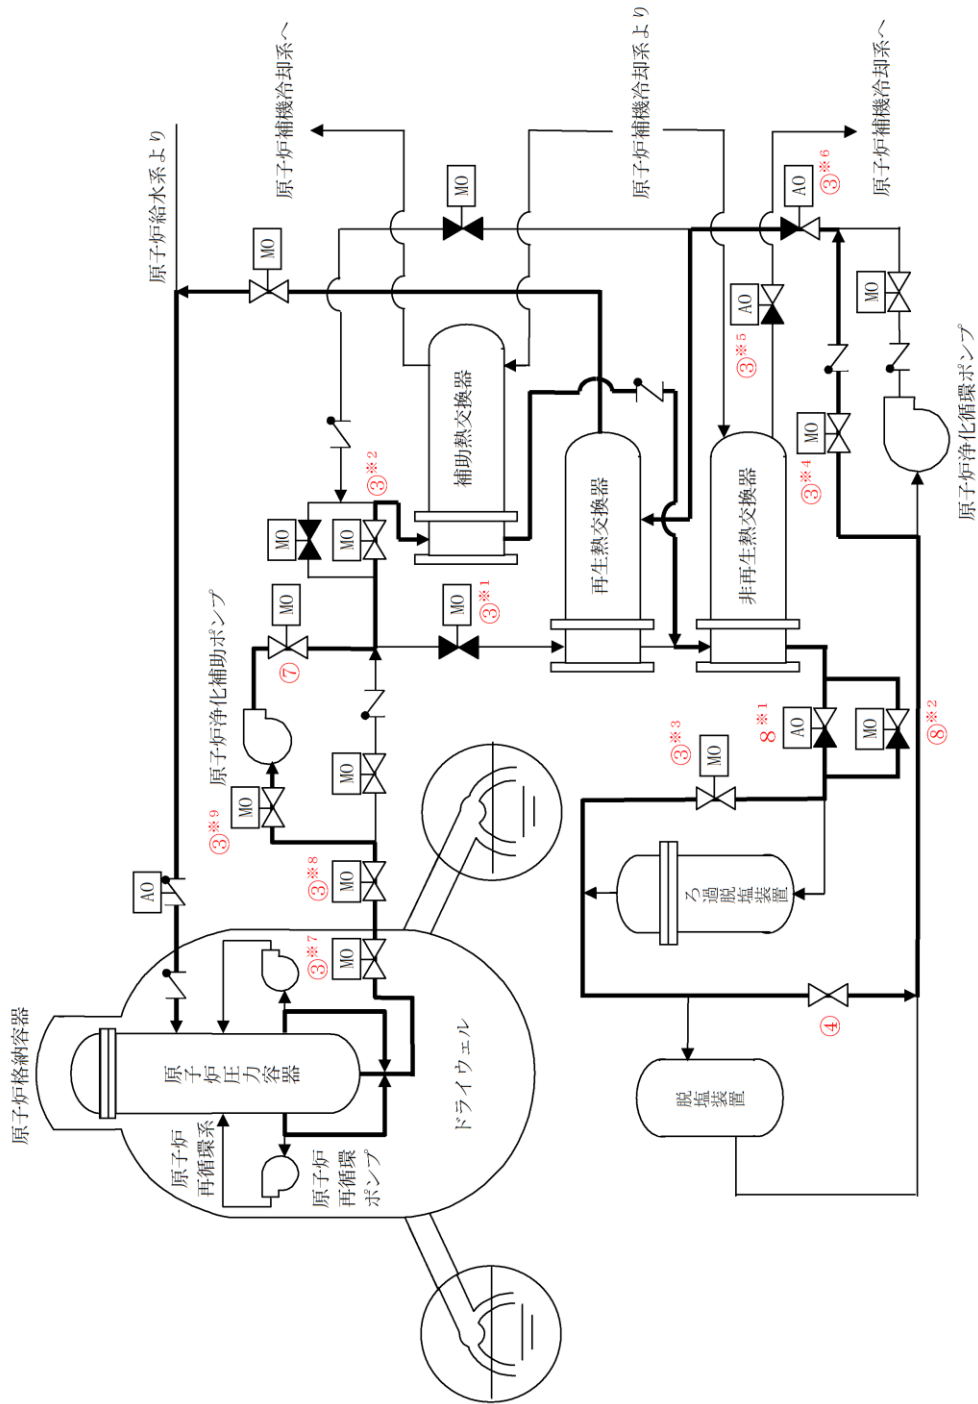 原子炉格納容器
AO
原子炉給水系より
原子炉
再循環系
原子炉圧力容器
原子炉浄化補助ポンプ
③※9
MO
MO
原子炉補機冷却系へ
MO
⑦
MO
原子炉
再循環
ポンプ
③※7
MO
③※8
MO
MO
MO
③※2
ドライウェル
補助熱交換器
MO
③※1
MO
再生熱交換器
原子炉補機冷却系より
③※3
MO
脱塩装置
ろ過脱塩装置
非再生熱交換器
③※5
AO
8※1
AO
③※4
MO
AO
③※6
④
MO
⑧※2
MO
原子炉補機冷却系へ
原子炉浄化循環ポンプ